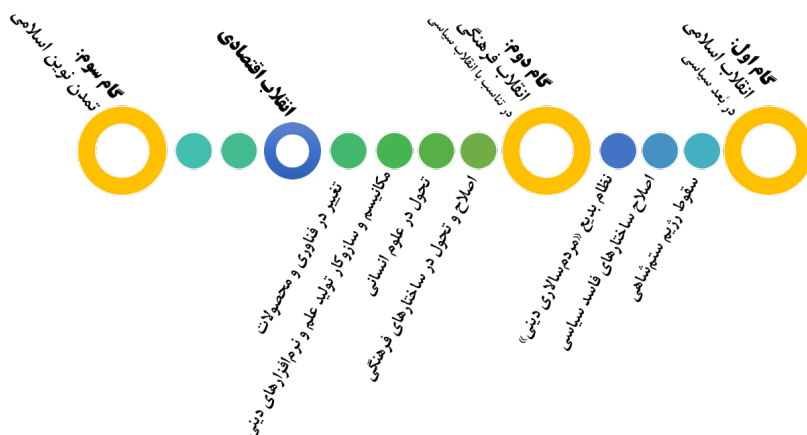 گام اول:
انقلاب اسلامی
در بُعد سیاسی
سقوط رژیم ستم‌شاهی
اصلاح ساختارهای فاسد سیاسی
نظام بدیع «مردم‌سالاری دینی»
گام دوم:
انقلاب فرهنگی
در تناسب با انقلاب سیاسی
اصلاح و تحول در ساختارهای فرهنگی
تحول در علوم انسانی
مکانیسم و سازوکار تولید علم و نرم‌افزارهای دینی
تغییر در فناوری و محصولات
انقلاب اقتصادی
گام سوم:
تمدن نوین اسلامی